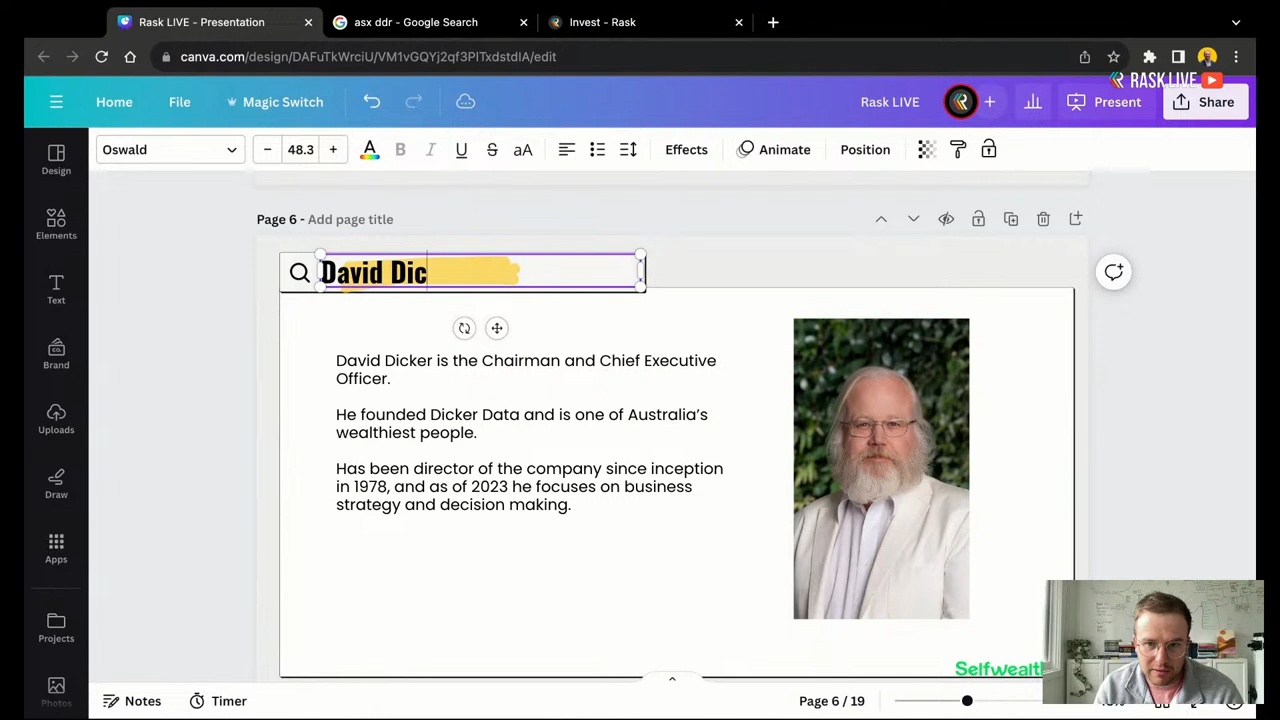 Rask LIVE - Presentation
asx ddr - Google Search
Invest - Rask
canva.com/design/DAFuTkWrciU/VM1vGQYj2qf3PlTxdstdIA/edit
RASK LIVE
Home
File
Magic Switch
Rask LIVE
Present
Share
Oswald
48.3
A
B
I
U
S
aA
Effects
Animate
Position
Design
Elements
Text
Brand
Uploads
Draw
Apps
Projects
Photos
Page 6 - Add page title
David Dic
David Dicker is the Chairman and Chief Executive
Officer.
He founded Dicker Data and is one of Australia’s
wealthiest people.
Has been director of the company since inception
in 1978, and as of 2023 he focuses on business
strategy and decision making.
Selfwealth
Notes
Timer
Page 6 / 19